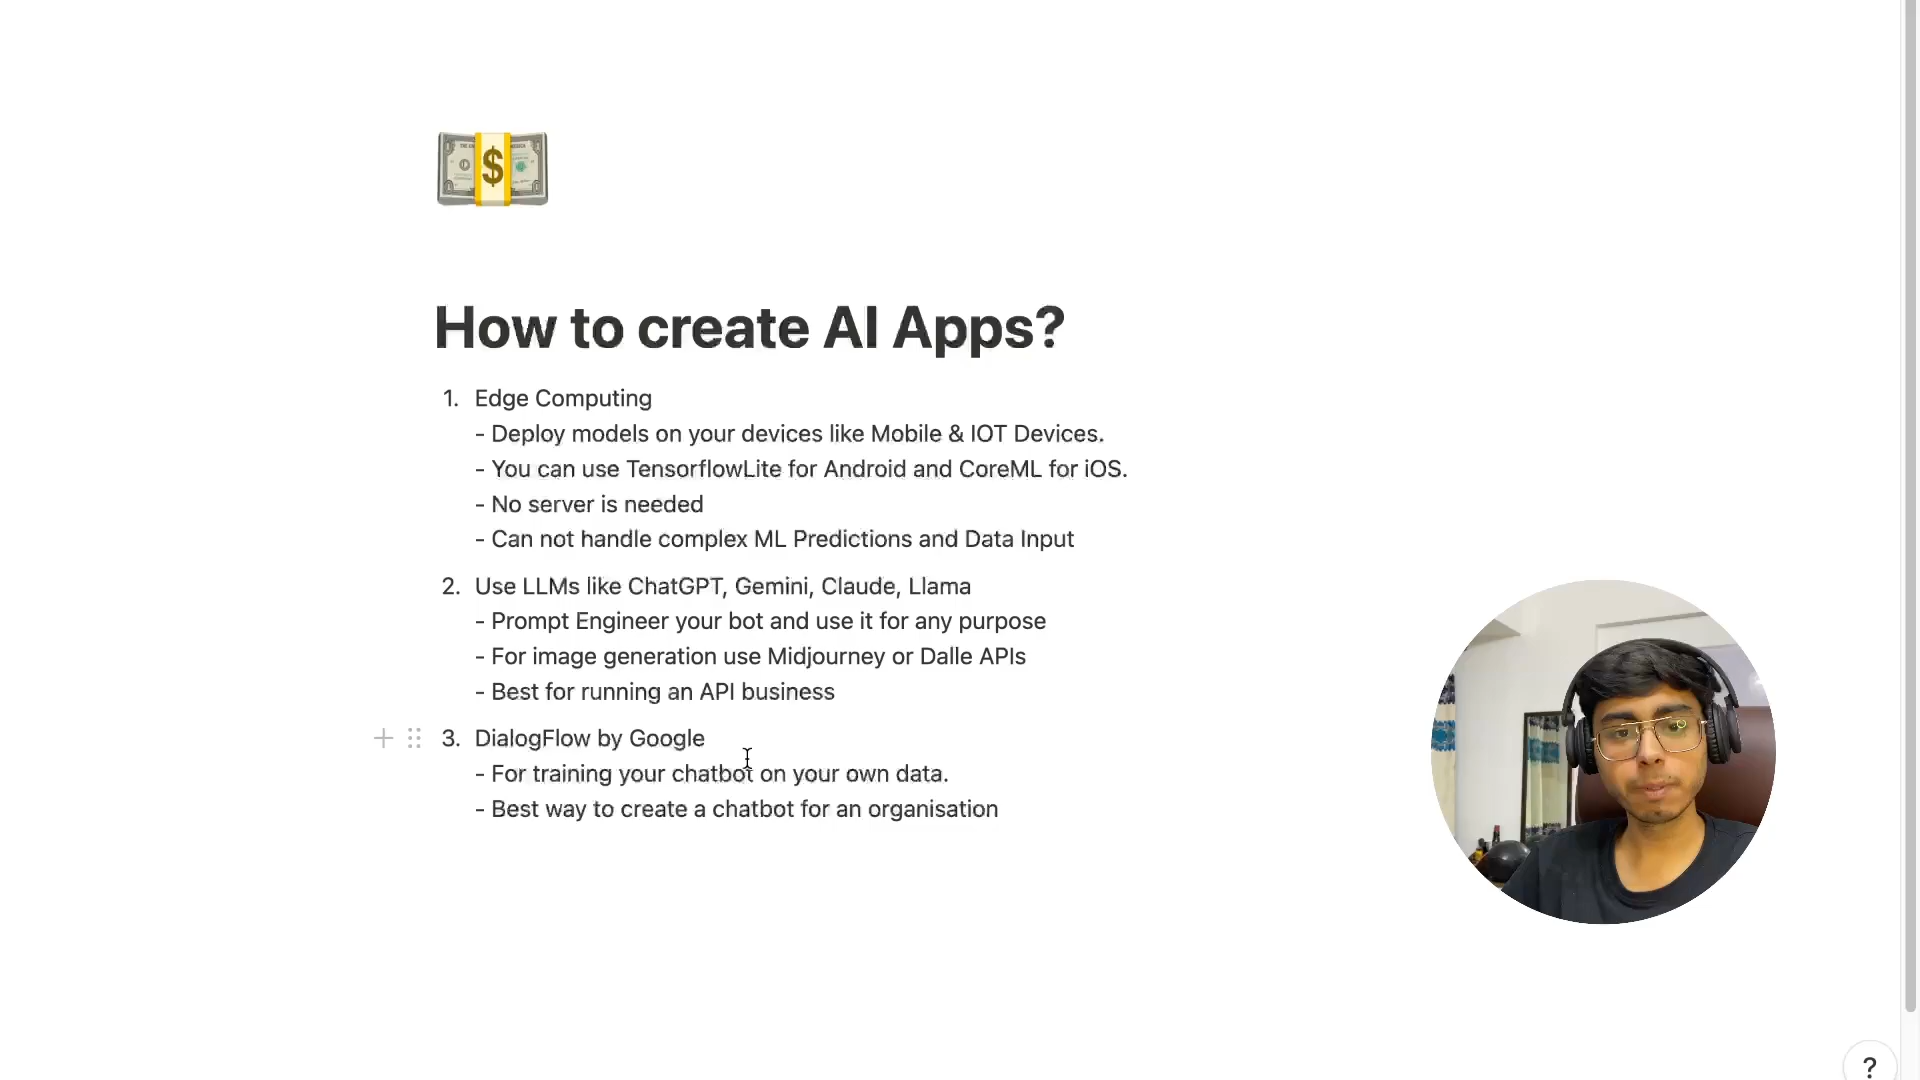 How to create AI Apps?
1. Edge Computing
- Deploy models on your devices like Mobile & IOT Devices.
- You can use TensorflowLite for Android and CoreML for iOS.
- No server is needed
- Can not handle complex ML Predictions and Data Input
2. Use LLMs like ChatGPT, Gemini, Claude, Llama
- Prompt Engineer your bot and use it for any purpose
- For image generation use Midjourney or Dalle APIs
- Best for running an API business
3. DialogFlow by Google
- For training your chatbot on your own data.
- Best way to create a chatbot for an organisation
?